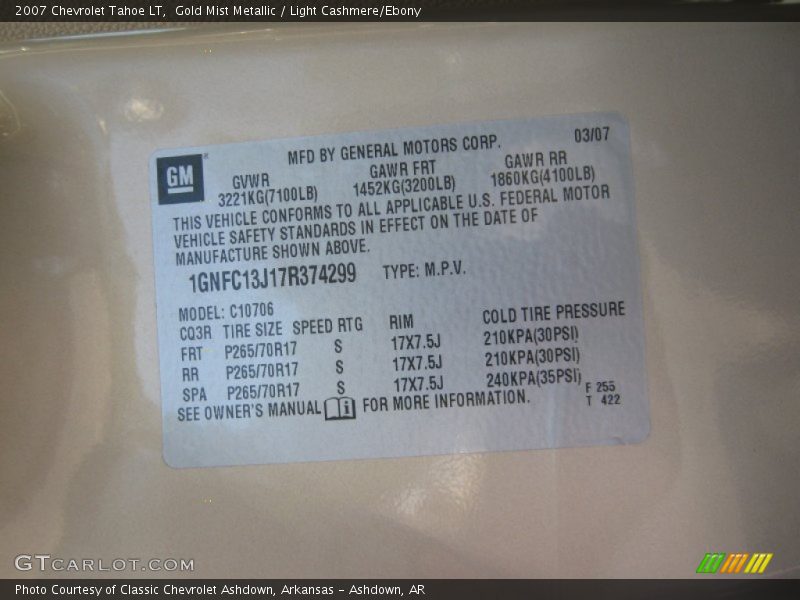 2007 Chevrolet Tahoe LT,  Gold Mist Metallic / Light Cashmere/Ebony
MFD BY GENERAL MOTORS CORP. 03/07
GM
GVWR GAWR FRT GAWR RR
3221KG(7100LB) 1452KG(3200LB) 1860KG(4100LB)
THIS VEHICLE CONFORMS TO ALL APPLICABLE U.S. FEDERAL MOTOR
VEHICLE SAFETY STANDARDS IN EFFECT ON THE DATE OF
MANUFACTURE SHOWN ABOVE.
1GNFC13J17R374299 TYPE: M.P.V.
MODEL: C10706
CQ3R TIRE SIZE SPEED RTG RIM COLD TIRE PRESSURE
FRT P265/70R17 S 17X7.5J 210KPA(30PSI)
RR P265/70R17 S 17X7.5J 210KPA(30PSI)
SPA P265/70R17 S 17X7.5J 240KPA(35PSI)
SEE OWNER'S MANUAL FOR MORE INFORMATION.
F 255
T 422
GTCARLOT.COM
Photo Courtesy of Classic Chevrolet Ashdown, Arkansas – Ashdown, AR